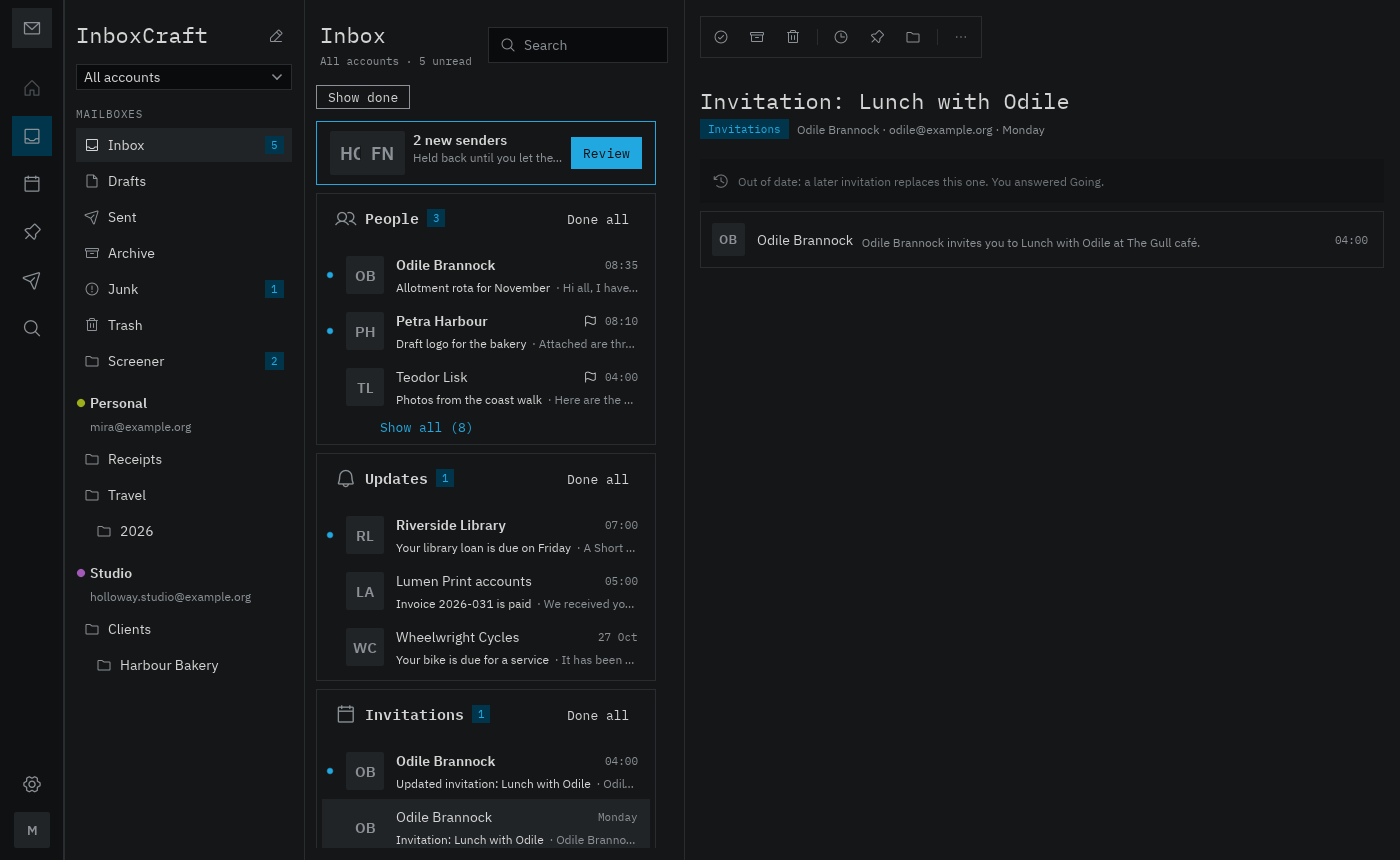 InboxCraft
All accounts
MAILBOXES
Inbox 5
Drafts
Sent
Archive
Junk 1
Trash
Screener 2
Personal
mira@example.org
Receipts
Travel
2026
Studio
holloway.studio@example.org
Clients
Harbour Bakery
M
Inbox
All accounts · 5 unread
Search
Show done
FN
2 new senders
Held back until you let the…
Review
People 3 Done all
OB Odile Brannock 08:35
Allotment rota for November · Hi all, I have…
PH Petra Harbour 08:10
Draft logo for the bakery · Attached are thr…
TL Teodor Lisk 04:00
Photos from the coast walk · Here are the …
Show all (8)
Updates 1 Done all
RL Riverside Library 07:00
Your library loan is due on Friday · A Short …
LA Lumen Print accounts 05:00
Invoice 2026-031 is paid · We received yo…
WC Wheelwright Cycles 27 Oct
Your bike is due for a service · It has been …
Invitations 1 Done all
OB Odile Brannock 04:00
Updated invitation: Lunch with Odile · Odil…
OB Odile Brannock Monday
Invitation: Lunch with Odile · Odile Branno…
Invitation: Lunch with Odile
Invitations Odile Brannock · odile@example.org · Monday
Out of date: a later invitation replaces this one. You answered Going.
OB Odile Brannock Odile Brannock invites you to Lunch with Odile at The Gull café. 04:00